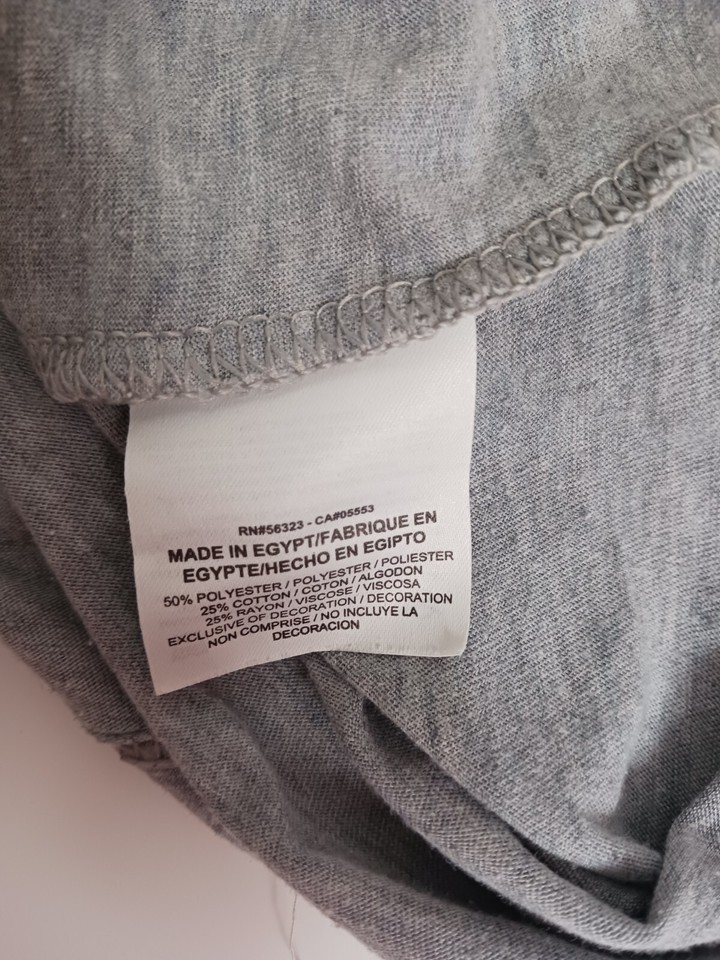 RN#56323 - CA#05553
MADE IN EGYPT/FABRIQUE EN
EGYPTE/HECHO EN EGIPTO
50% POLYESTER / POLYESTER / POLIESTER
25% COTTON / COTON / ALGODON
25% RAYON / VISCOSE / VISCOSA
EXCLUSIVE OF DECORATION / DECORATION
NON COMPRISE / NO INCLUYE LA
DECORACION